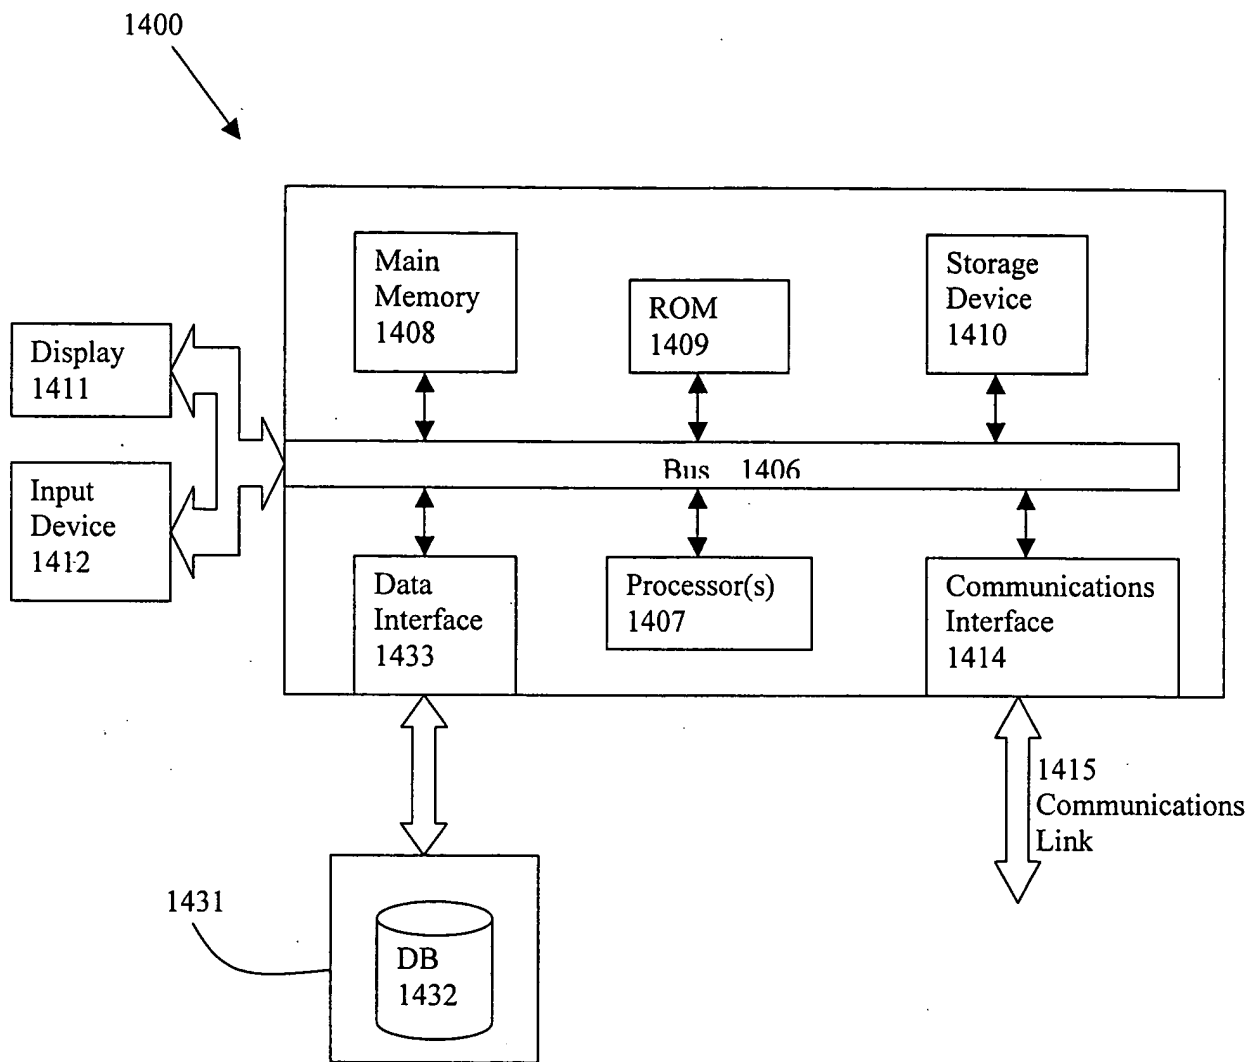 1400
Main
Memory
1408
ROM
1409
Storage
Device
1410
Display
1411
Bus 1406
Input
Device
1412
Data
Interface
1433
Processor(s)
1407
Communications
Interface
1414
1415
Communications
Link
1431
DB
1432